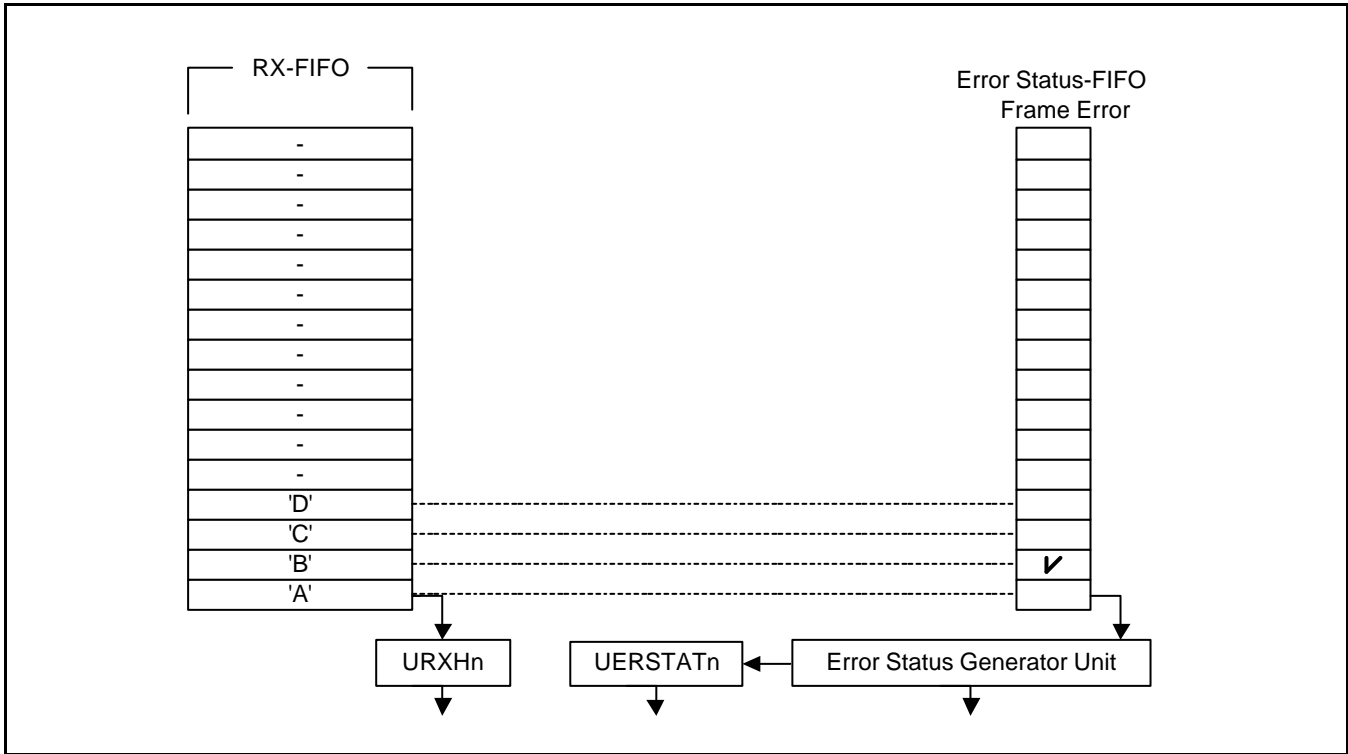 RX-FIFO
Error Status-FIFO
Frame Error
-
-
-
-
-
-
-
-
-
-
-
-
'D'
'C'
'B'
'A'
URXHn
UERSTATn
Error Status Generator Unit